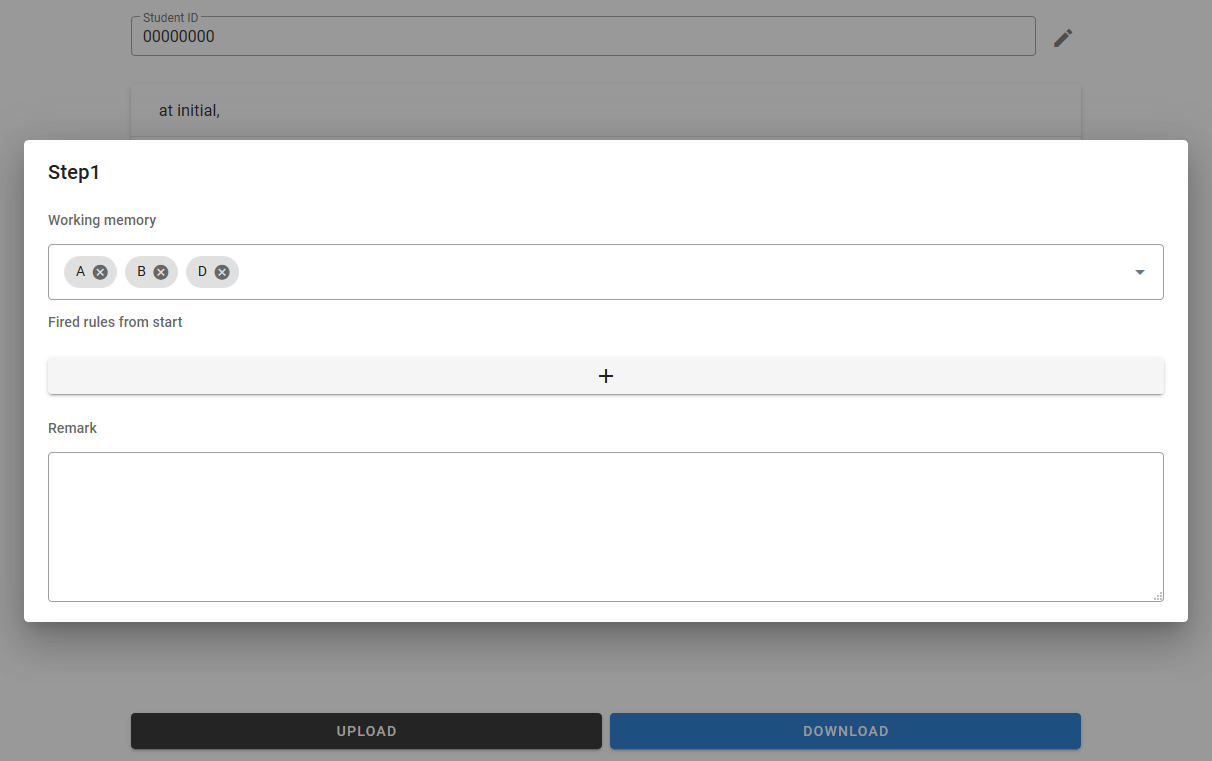 Student ID
00000000
at initial,
Step1
Working memory
A B D
Fired rules from start
+
Remark
UPLOAD DOWNLOAD